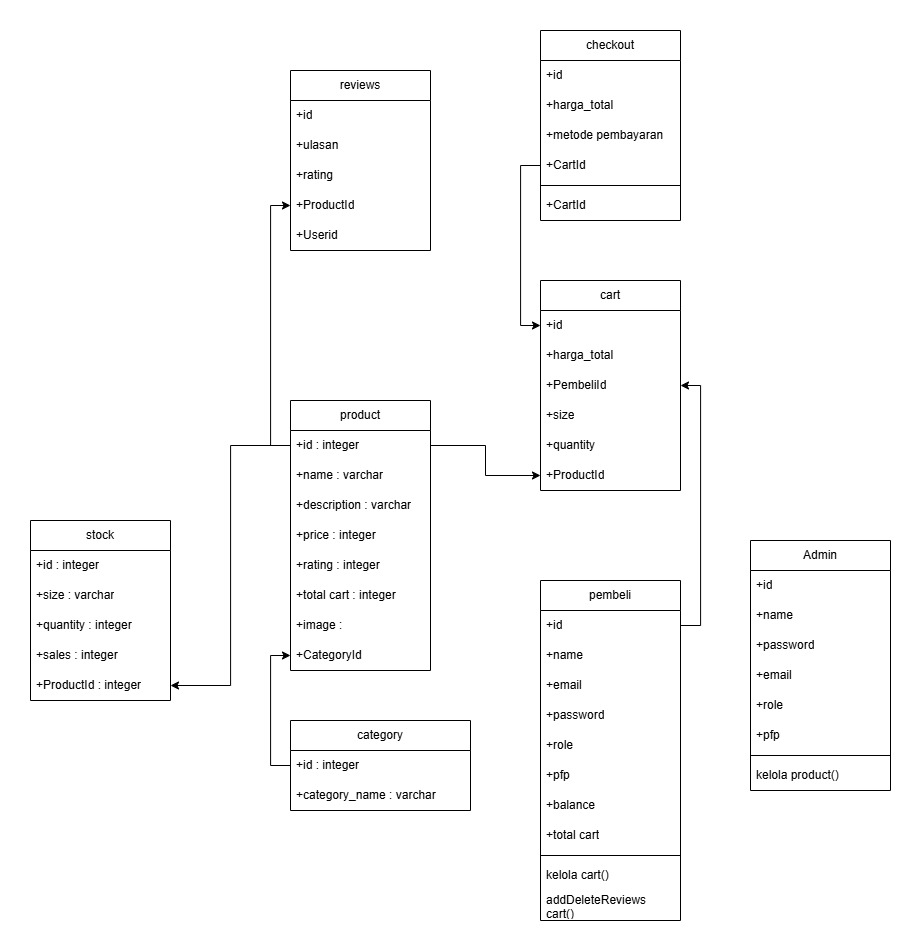 checkout
+id
+harga_total
+metode pembayaran
+CartId
+CartId
reviews
+id
+ulasan
+rating
+ProductId
+Userid
cart
+id
+harga_total
+PembeliId
+size
+quantity
+ProductId
product
+id : integer
+name : varchar
+description : varchar
+price : integer
+rating : integer
+total cart : integer
+image :
+CategoryId
stock
+id : integer
+size : varchar
+quantity : integer
+sales : integer
+ProductId : integer
category
+id : integer
+category_name : varchar
pembeli
+id
+name
+email
+password
+role
+pfp
+balance
+total cart
kelola cart()
addDeleteReviews
cart()
Admin
+id
+name
+password
+email
+role
+pfp
kelola product()